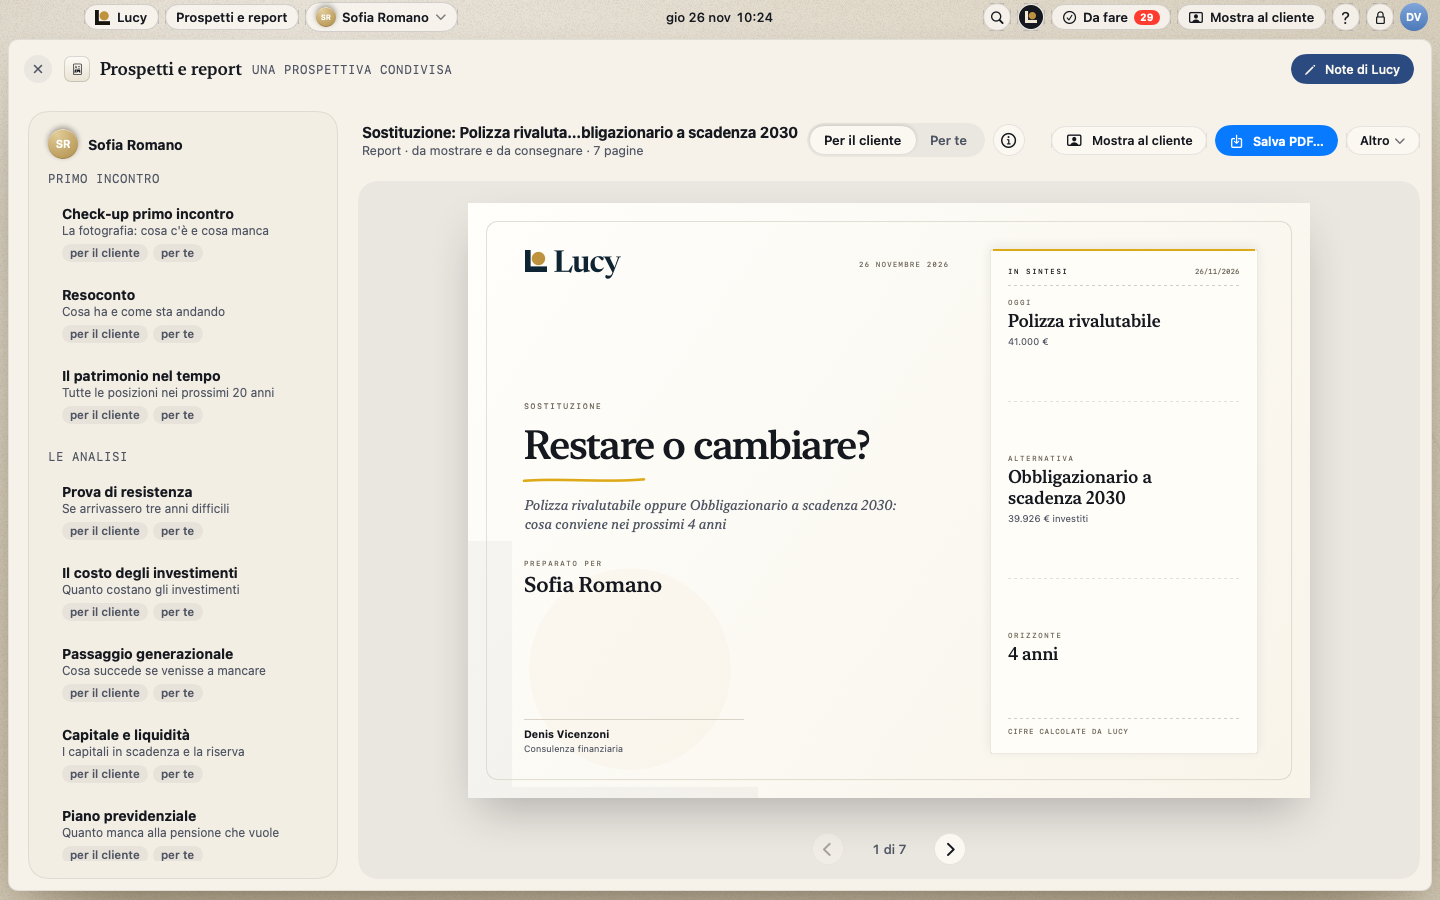 Lucy
Prospetti e report
SR Sofia Romano
gio 26 nov 10:24
Da fare 29
Mostra al cliente
?
DV
Prospetti e report UNA PROSPETTIVA CONDIVISA
Note di Lucy
SR Sofia Romano
PRIMO INCONTRO
Check-up primo incontro
La fotografia: cosa c'è e cosa manca
per il cliente per te
Resoconto
Cosa ha e come sta andando
per il cliente per te
Il patrimonio nel tempo
Tutte le posizioni nei prossimi 20 anni
per il cliente per te
LE ANALISI
Prova di resistenza
Se arrivassero tre anni difficili
per il cliente per te
Il costo degli investimenti
Quanto costano gli investimenti
per il cliente per te
Passaggio generazionale
Cosa succede se venisse a mancare
per il cliente per te
Capitale e liquidità
I capitali in scadenza e la riserva
per il cliente per te
Piano previdenziale
Quanto manca alla pensione che vuole
per il cliente per te
Sostituzione: Polizza rivaluta...bligazionario a scadenza 2030
Report · da mostrare e da consegnare · 7 pagine
Per il cliente Per te
Mostra al cliente
Salva PDF...
Altro
Lucy
26 NOVEMBRE 2026
SOSTITUZIONE
Restare o cambiare?
Polizza rivalutabile oppure Obbligazionario a scadenza 2030:
cosa conviene nei prossimi 4 anni
PREPARATO PER
Sofia Romano
Denis Vicenzoni
Consulenza finanziaria
IN SINTESI 26/11/2026
OGGI
Polizza rivalutabile
41.000 €
ALTERNATIVA
Obbligazionario a
scadenza 2030
39.926 € investiti
ORIZZONTE
4 anni
CIFRE CALCOLATE DA LUCY
1 di 7